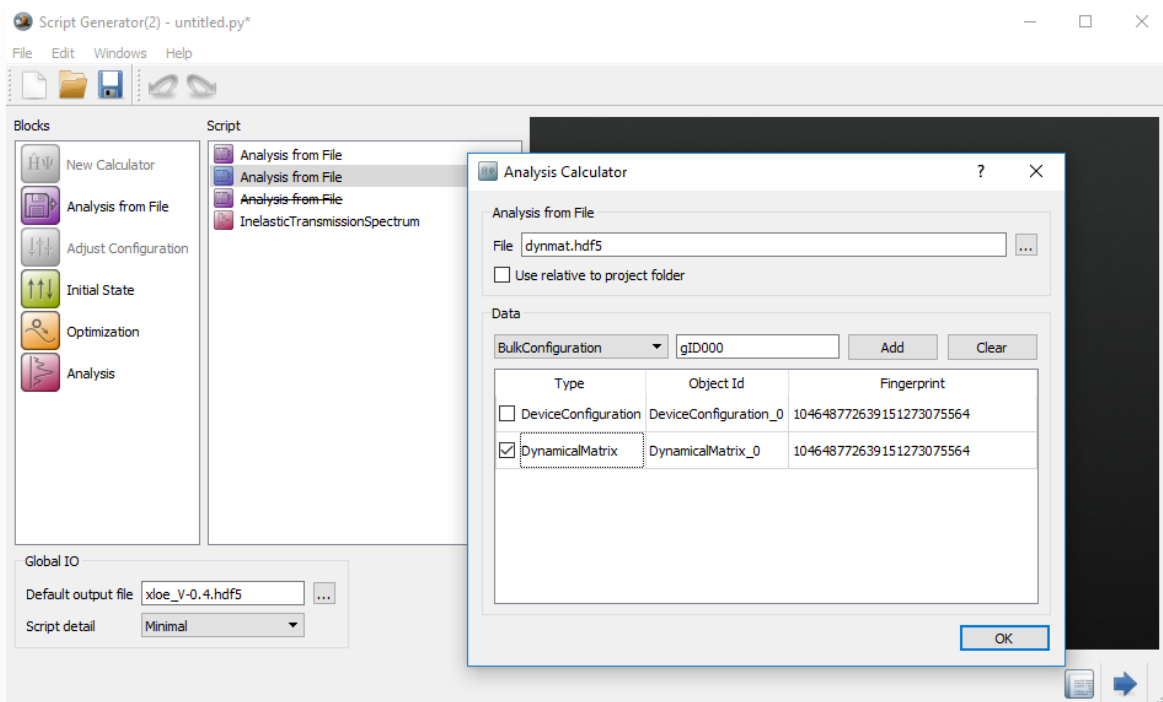 Script Generator(2) - untitled.py*
File Edit Windows Help
Blocks
New Calculator
Analysis from File
Adjust Configuration
Initial State
Optimization
Analysis
Script
Analysis from File
Analysis from File
Analysis from File
InelasticTransmissionSpectrum
Global IO
Default output file xloe_V-0.4.hdf5 ...
Script detail Minimal
Analysis Calculator ?
Analysis from File
File dynmat.hdf5 ...
Use relative to project folder
Data
BulkConfiguration gID000 Add Clear
Type Object Id Fingerprint
DeviceConfiguration DeviceConfiguration_0 104648772639151273075564
DynamicalMatrix DynamicalMatrix_0 104648772639151273075564
OK